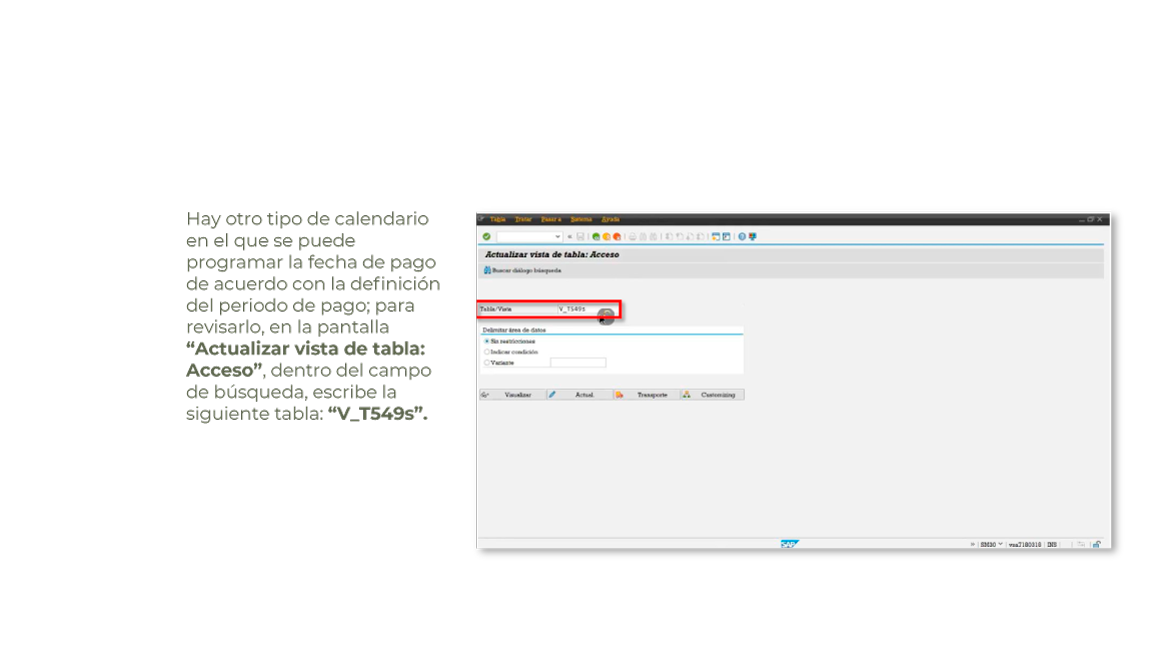 Hay otro tipo de calendario
en el que se puede
programar la fecha de pago
de acuerdo con la definición
del periodo de pago; para
revisarlo, en la pantalla
“Actualizar vista de tabla:
Acceso”, dentro del campo
de búsqueda, escribe la
siguiente tabla: “V_T549s”.
Tabla Tratar Pasar a Sistema Ayuda
Actualizar vista de tabla: Acceso
Buscar diálogo búsqueda
Tabla/Vista V_T549s
Delimitar área de datos
Sin restricciones
Indicar condición
Variante
Visualizar Actual. Transporte Customizing
SAP
SM30 INS